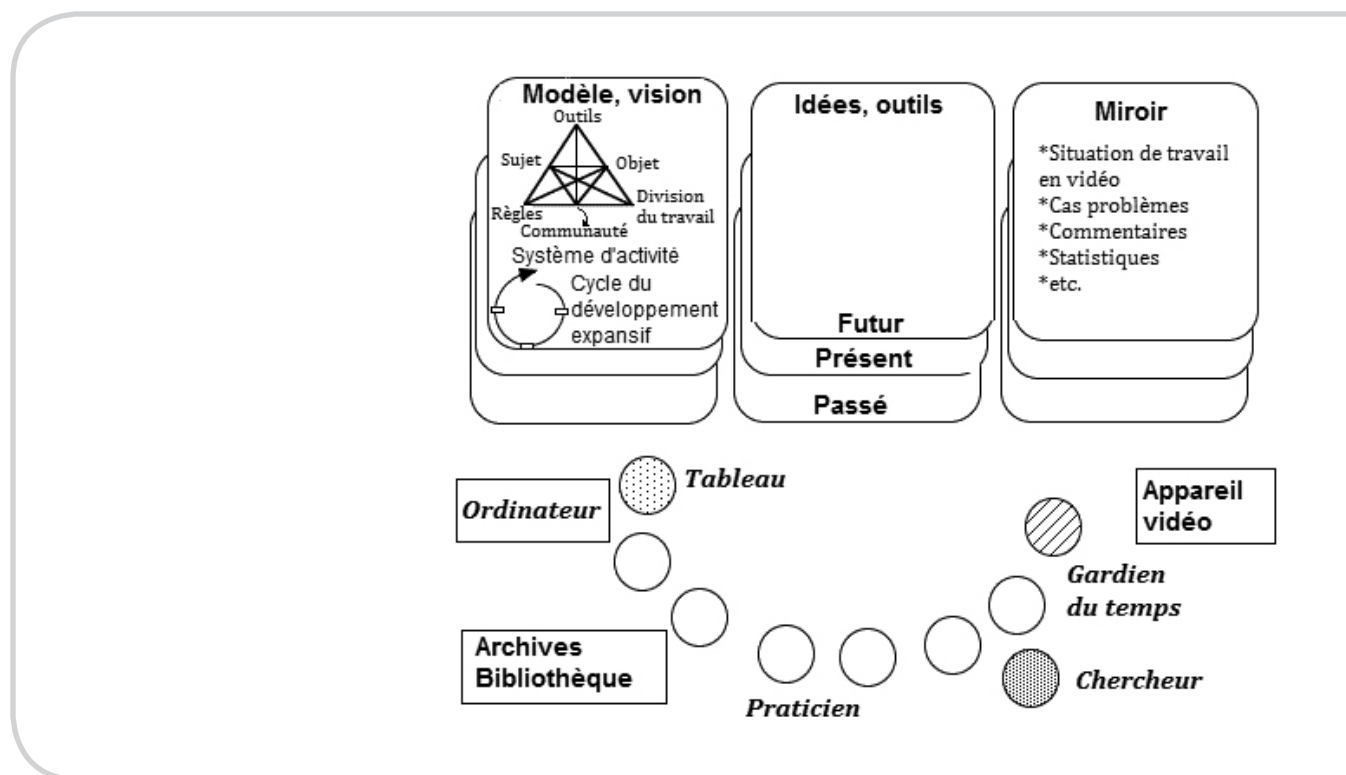 Modèle, vision
Outils
Sujet
Objet
Règles
Division
du travail
Communauté
Système d'activité
Cycle du
développement
expansif
Idées, outils
Futur
Présent
Passé
Miroir
*Situation de travail
en vidéo
*Cas problèmes
*Commentaires
*Statistiques
*etc.
Ordinateur
Tableau
Appareil
vidéo
Gardien
du temps
Archives
Bibliothèque
Praticien
Chercheur